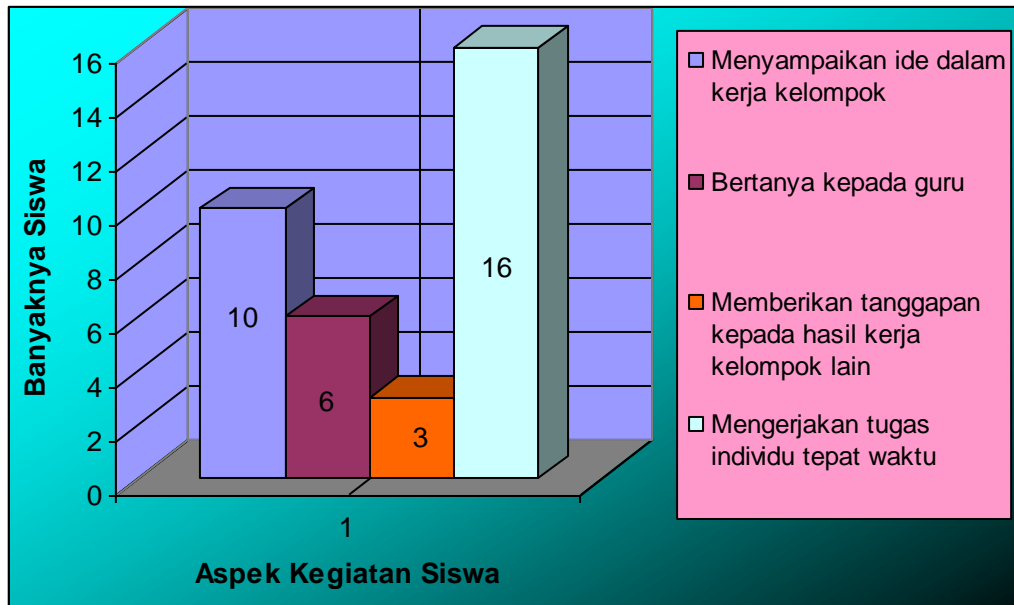 Banyaknya Siswa
16
14
12
10
8
6
4
2
0
10
6
3
16
1
Aspek Kegiatan Siswa
Menyampaikan ide dalam
kerja kelompok
Bertanya kepada guru
Memberikan tanggapan
kepada hasil kerja
kelompok lain
Mengerjakan tugas
individu tepat waktu